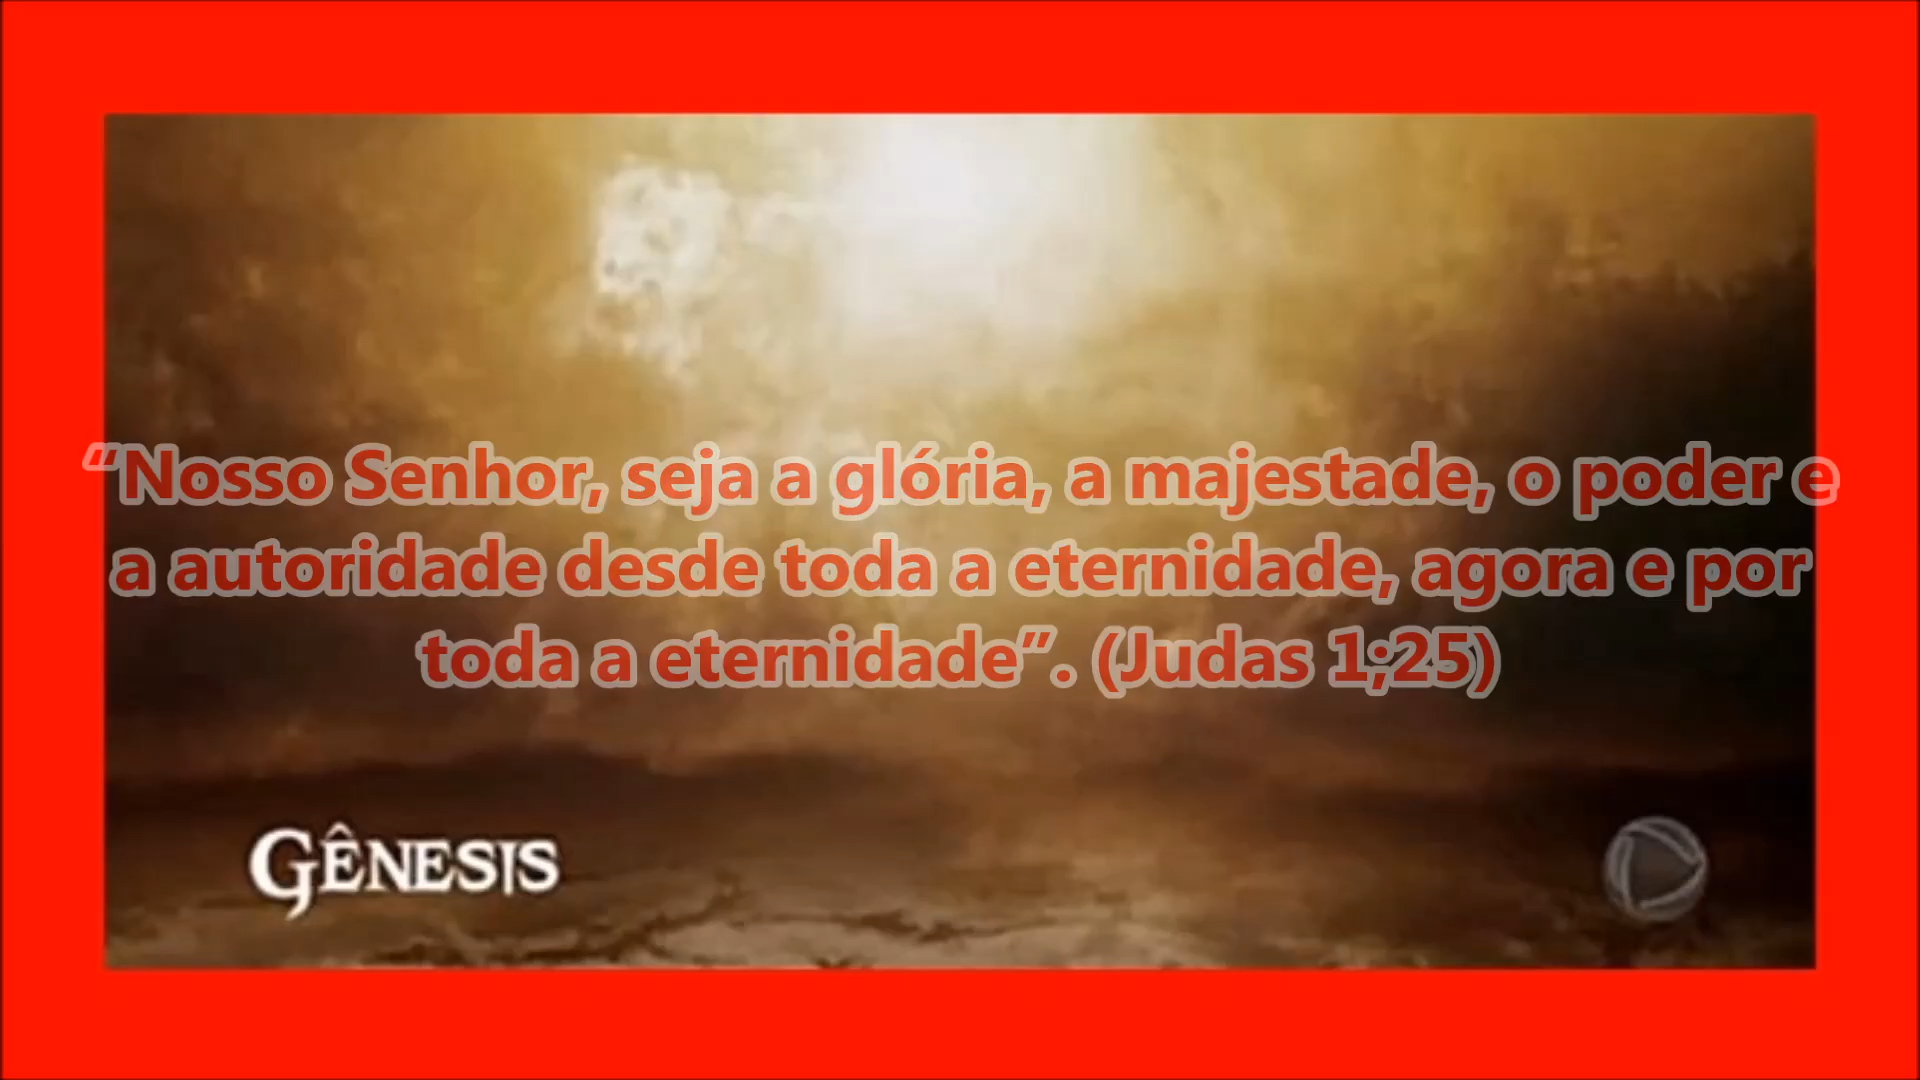 “Nosso Senhor, seja a glória, a majestade, o poder e
a autoridade desde toda a eternidade, agora e por
toda a eternidade”. (Judas 1;25)
GÊNESIS